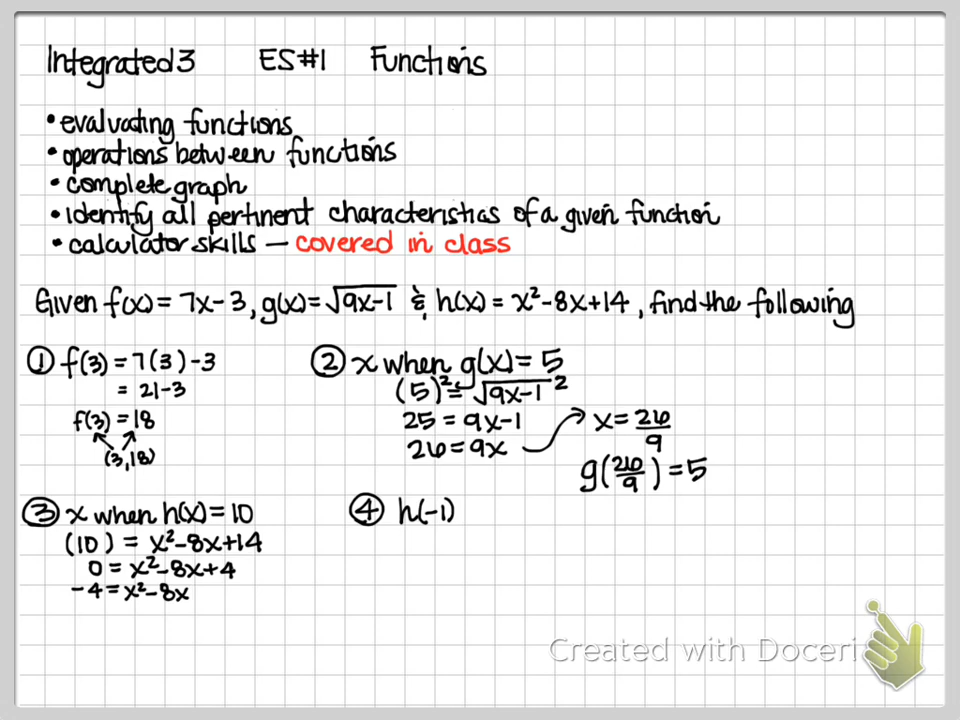 Integrated 3 ES#1 Functions
• evaluating functions
• operations between functions
• complete graph
• identify all pertinent characteristics of a given function
• calculator skills — covered in class
Given f(x) = 7x - 3, g(x) = √9x-1 & h(x) = x² - 8x + 14, find the following
① f(3) = 7(3) - 3
= 21 - 3
f(3) = 18
(3, 18)
② x when g(x) = 5
(5)² = √9x-1²
25 = 9x - 1
26 = 9x
x = 26/9
g(26/9) = 5
③ x when h(x) = 10
(10) = x² - 8x + 14
0 = x² - 8x + 4
-4 = x² - 8x
④ h(-1)
Created with Doceri